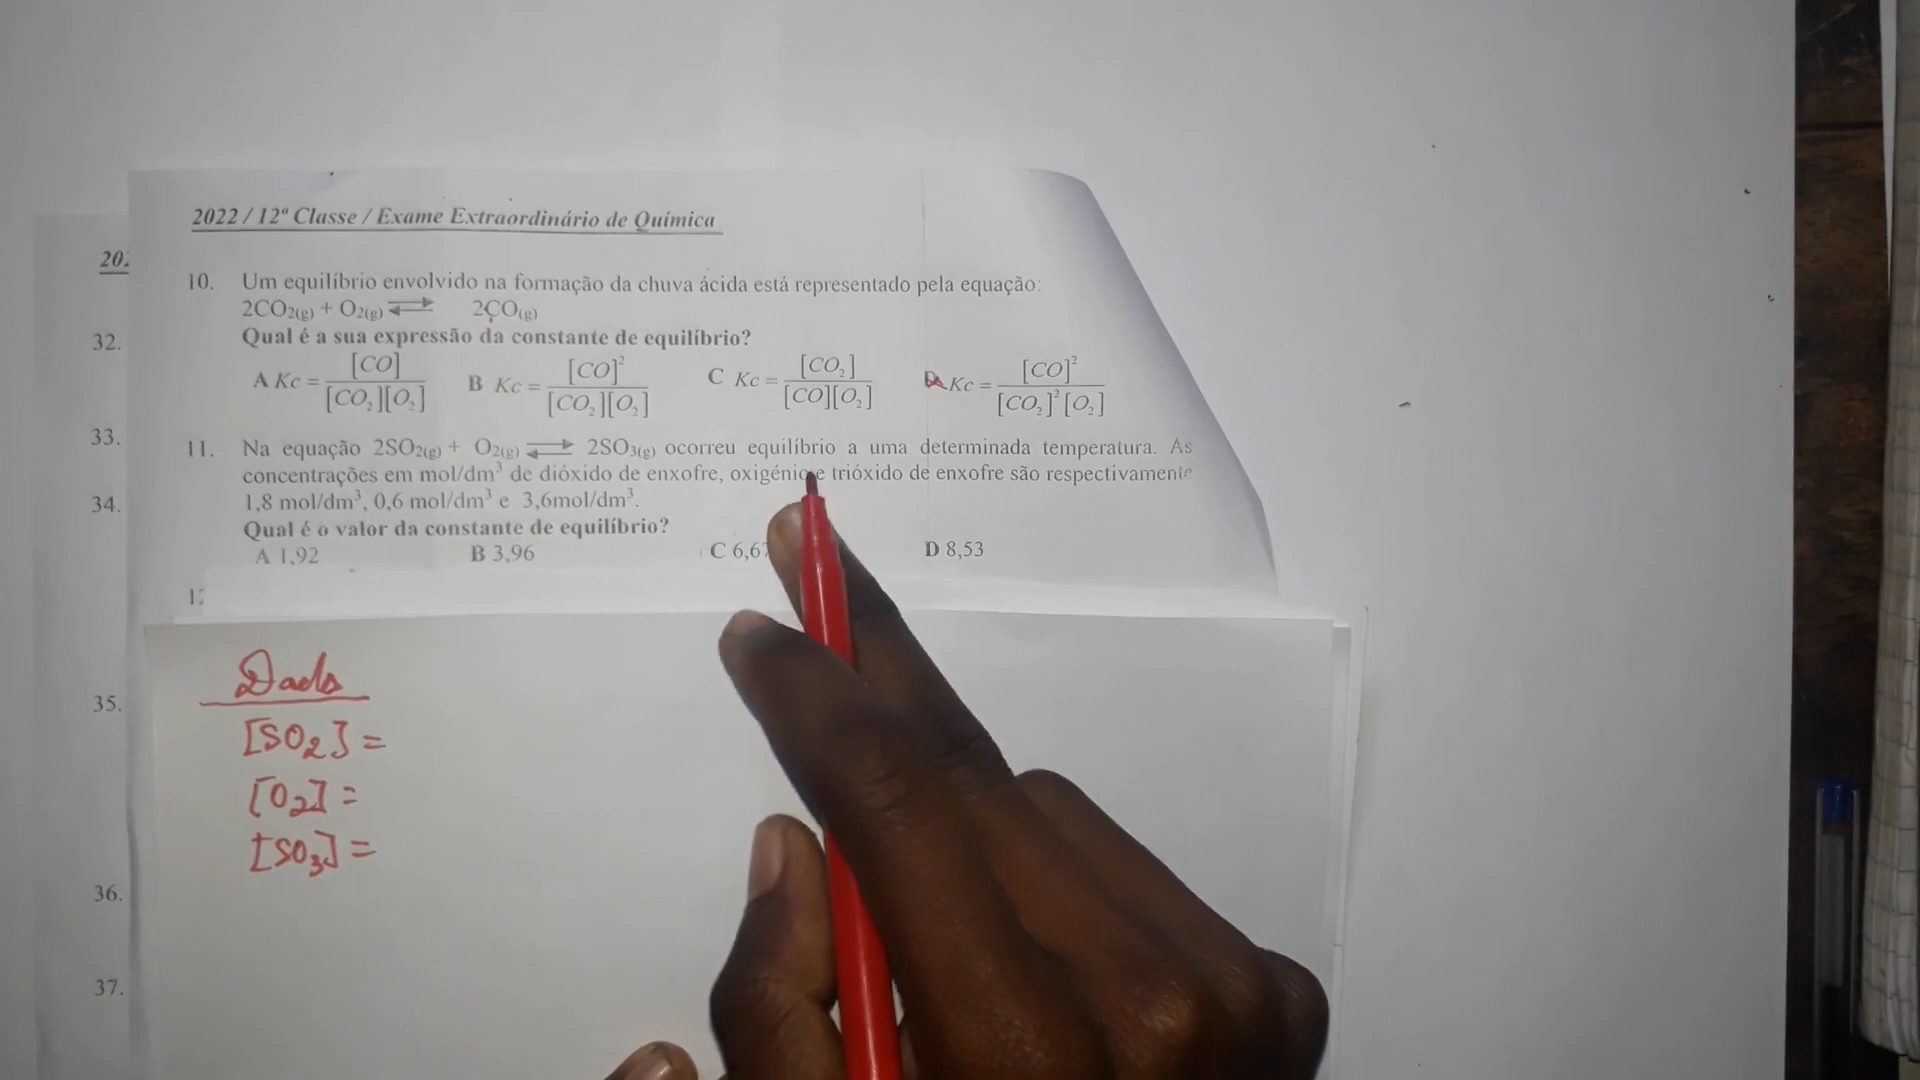 2022 / 12ª Classe / Exame Extraordinário de Química
10. Um equilíbrio envolvido na formação da chuva ácida está representado pela equação:
2CO2(g) + O2(g) ⇌ 2CO(g)
32.
Qual é a sua expressão da constante de equilíbrio?
A Kc = [CO] / [CO₂][O₂] B Kc = [CO]² / [CO₂][O₂] C Kc = [CO₂] / [CO][O₂] D Kc = [CO]² / [CO₂]²[O₂]
33.
11. Na equação 2SO2(g) + O2(g) ⇌ 2SO3(g) ocorreu equilíbrio a uma determinada temperatura. As
concentrações em mol/dm³ de dióxido de enxofre, oxigénio e trióxido de enxofre são respectivamente
34.
1,8 mol/dm³, 0,6 mol/dm³ e 3,6mol/dm³.
Qual é o valor da constante de equilíbrio?
A 1,92 B 3,96 C 6,67 D 8,53
Dados
35.
[SO₂] =
[O₂] =
[SO₃] =
36.
37.